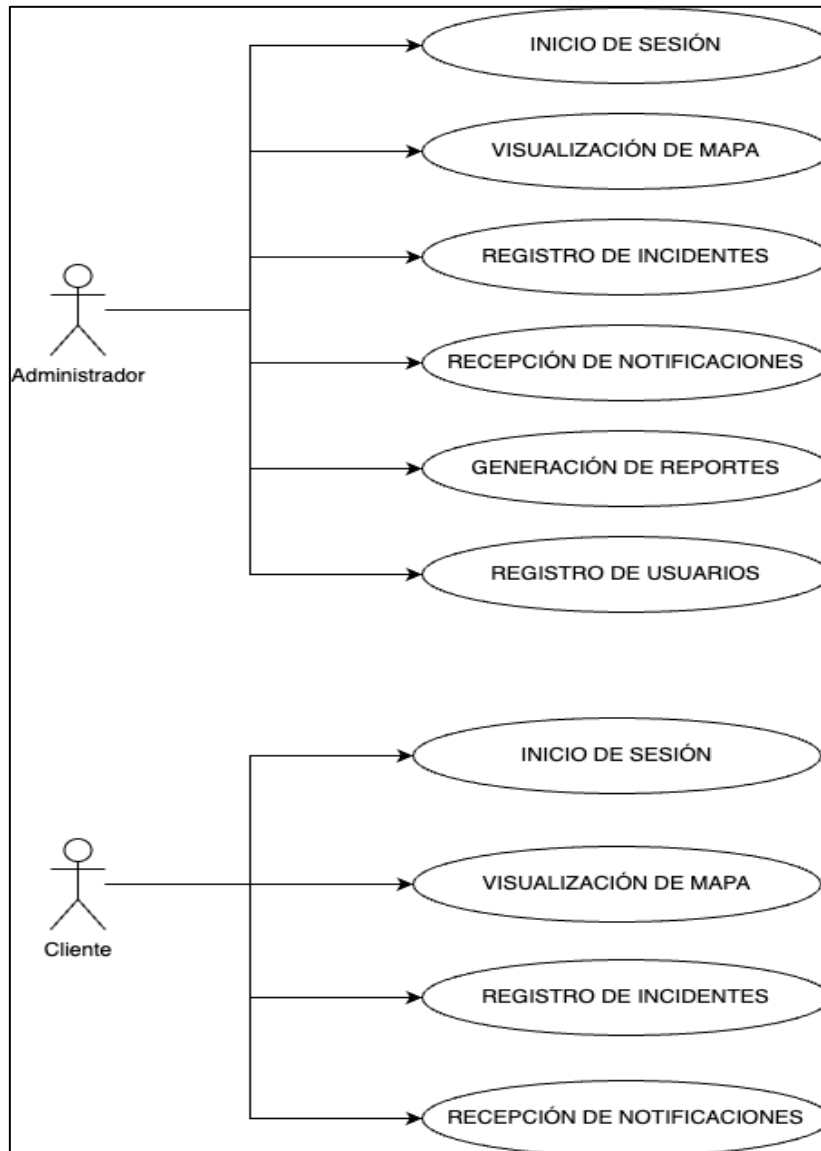 INICIO DE SESIÓN
VISUALIZACIÓN DE MAPA
REGISTRO DE INCIDENTES
RECEPCIÓN DE NOTIFICACIONES
Administrador
GENERACIÓN DE REPORTES
REGISTRO DE USUARIOS
INICIO DE SESIÓN
VISUALIZACIÓN DE MAPA
Cliente
REGISTRO DE INCIDENTES
RECEPCIÓN DE NOTIFICACIONES